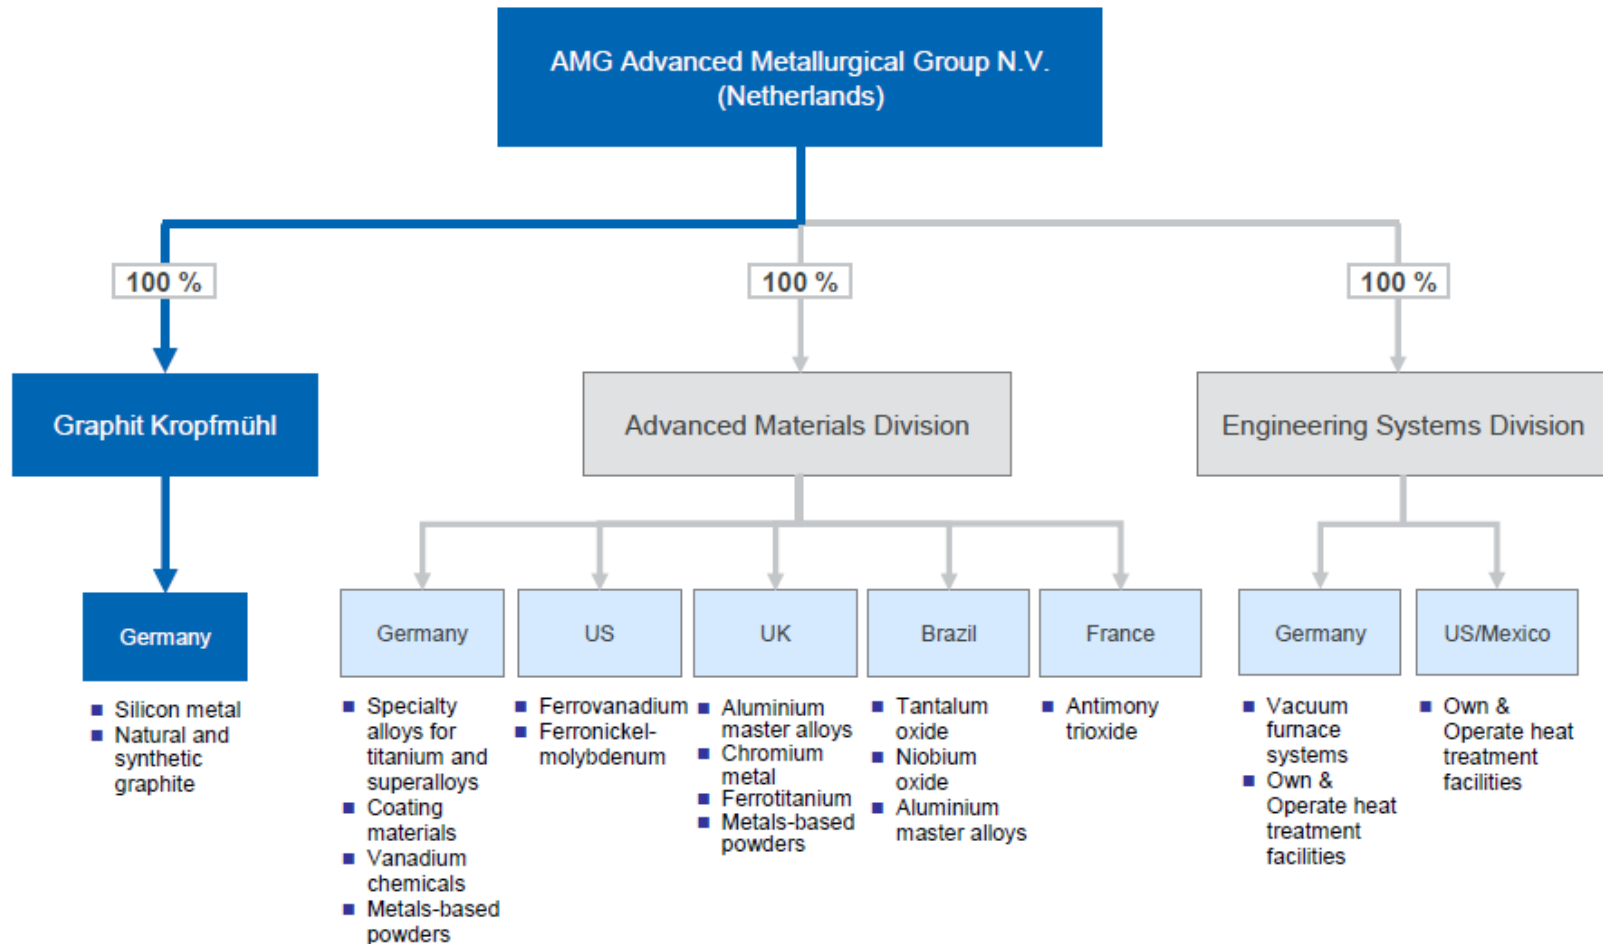 AMG Advanced Metallurgical Group N.V.
(Netherlands)
100 %
100 %
100 %
Graphit Kropfmühl
Advanced Materials Division
Engineering Systems Division
Germany
Silicon metal
Natural and
synthetic
graphite
Germany
Specialty
alloys for
titanium and
superalloys
Coating
materials
Vanadium
chemicals
Metals-based
powders
US
Ferrovanadium
Ferronickel-
molybdenum
UK
Aluminium
master alloys
Chromium
metal
Ferrotitanium
Metals-based
powders
Brazil
Tantalum
oxide
Niobium
oxide
Aluminium
master alloys
France
Antimony
trioxide
Germany
Vacuum
furnace
systems
Own &
Operate heat
treatment
facilities
US/Mexico
Own &
Operate heat
treatment
facilities